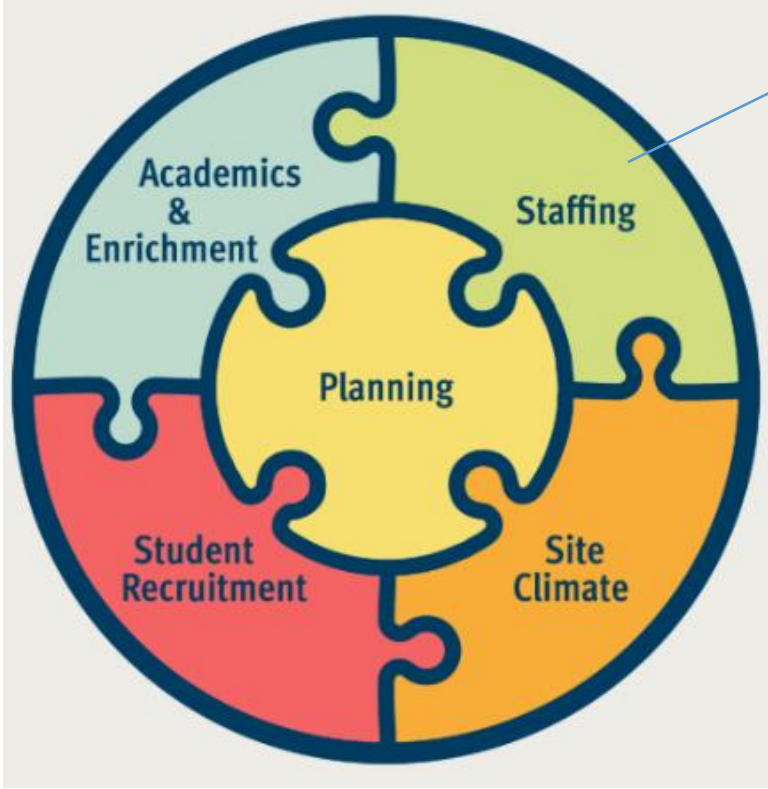 Academics
&
Enrichment
Staffing
Planning
Student
Recruitment
Site
Climate